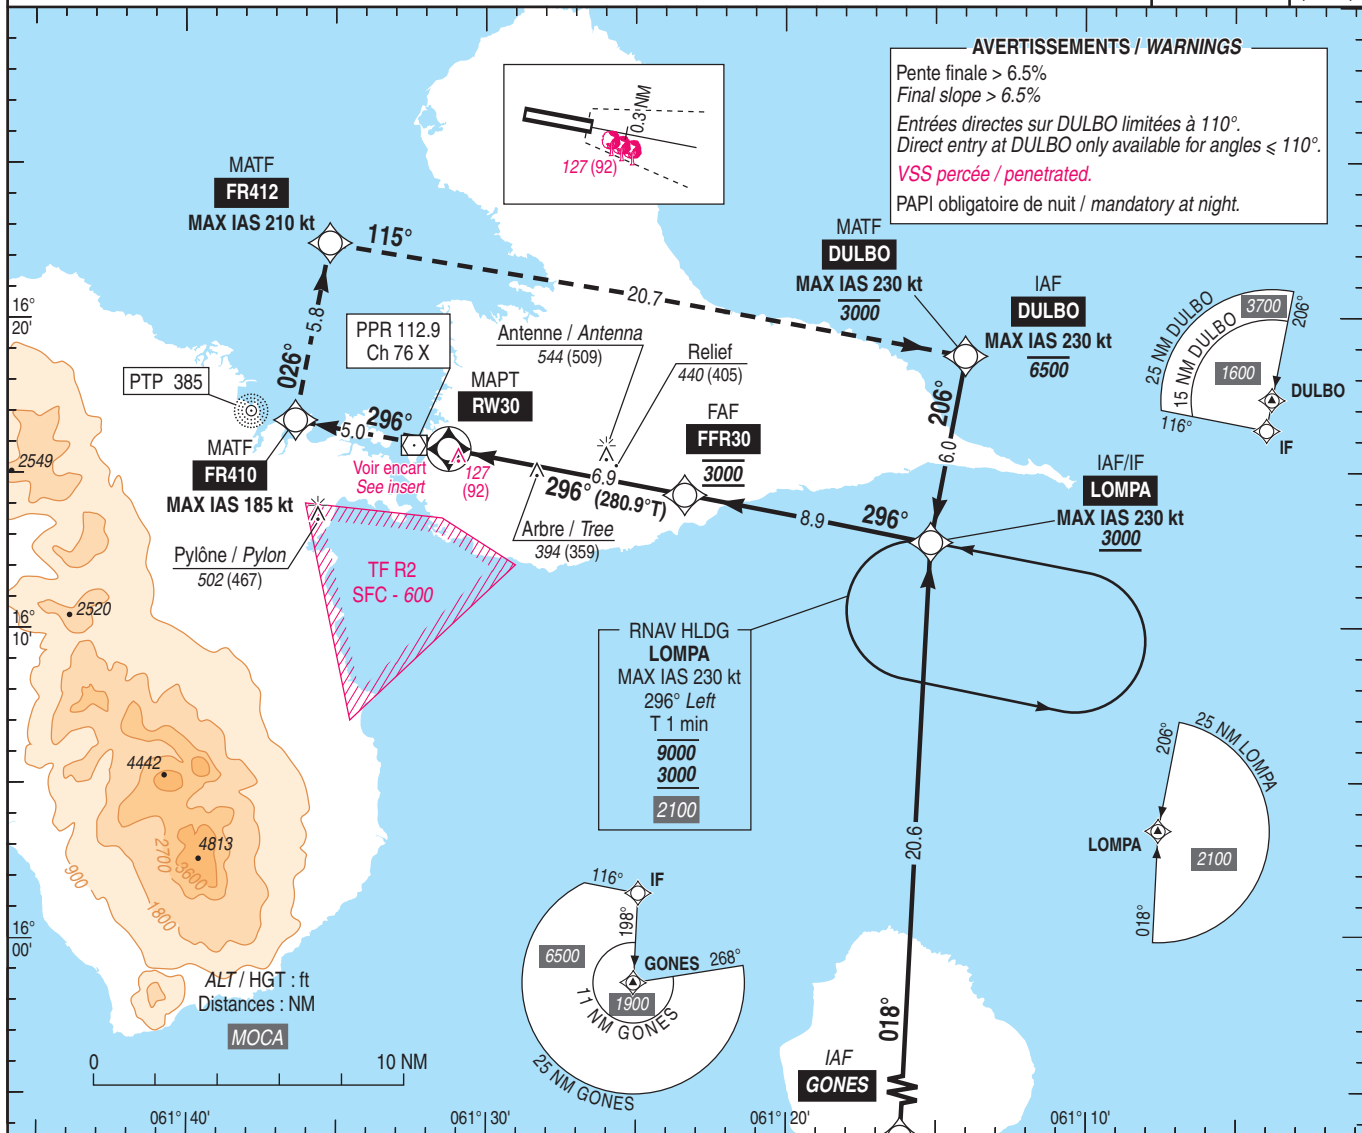 AVERTISSEMENTS / WARNINGS
Pente finale > 6.5%
Final slope > 6.5%
Entrées directes sur DULBO limitées à 110°.
Direct entry at DULBO only available for angles ⩽ 110°.
VSS percée / penetrated.
PAPI obligatoire de nuit / mandatory at night.
0.3 NM
127 (92)
MATF
FR412
MAX IAS 210 kt
115°
20.7
MATF
DULBO
MAX IAS 230 kt
3000
IAF
DULBO
MAX IAS 230 kt
6500
25 NM DULBO
15 NM DULBO
3700
206°
1600
DULBO
116°
IF
16°
20'
5.8
026°
PPR 112.9
Ch 76 X
Antenne / Antenna
544 (509)
Relief
440 (405)
PTP 385
MAPT
RW30
FAF
FFR30
3000
206°
6.0
MATF
FR410
MAX IAS 185 kt
296°
5.0
Voir encart
See insert
127
(92)
6.9
296° (280.9°T)
8.9
296°
IAF/IF
LOMPA
MAX IAS 230 kt
3000
2549
Pylône / Pylon
502 (467)
Arbre / Tree
394 (359)
TF R2
SFC - 600
2520
16°
10'
RNAV HLDG
LOMPA
MAX IAS 230 kt
296° Left
T 1 min
9000
3000
2100
4442
4813
2700
3600
900
1800
206°
25 NM LOMPA
LOMPA
2100
018°
20.6
116°
IF
198°
6500
GONES
268°
1900
11 NM GONES
25 NM GONES
16°
00'
ALT / HGT : ft
Distances : NM
MOCA
0
10 NM
018°
IAF
GONES
061° 40'
061° 30'
061° 20'
061° 10'